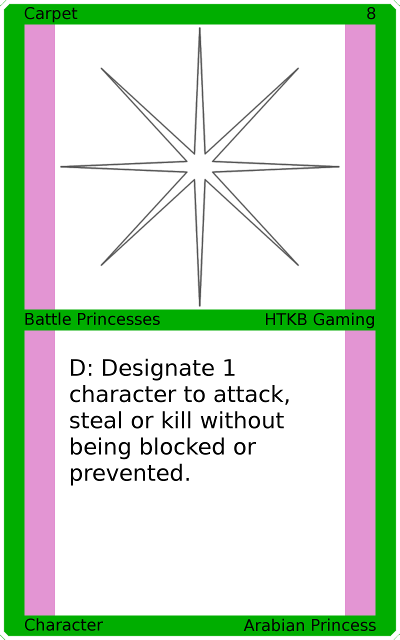 Carpet 8
Battle Princesses HTKB Gaming
D: Designate 1
character to attack,
steal or kill without
being blocked or
prevented.
Character Arabian Princess